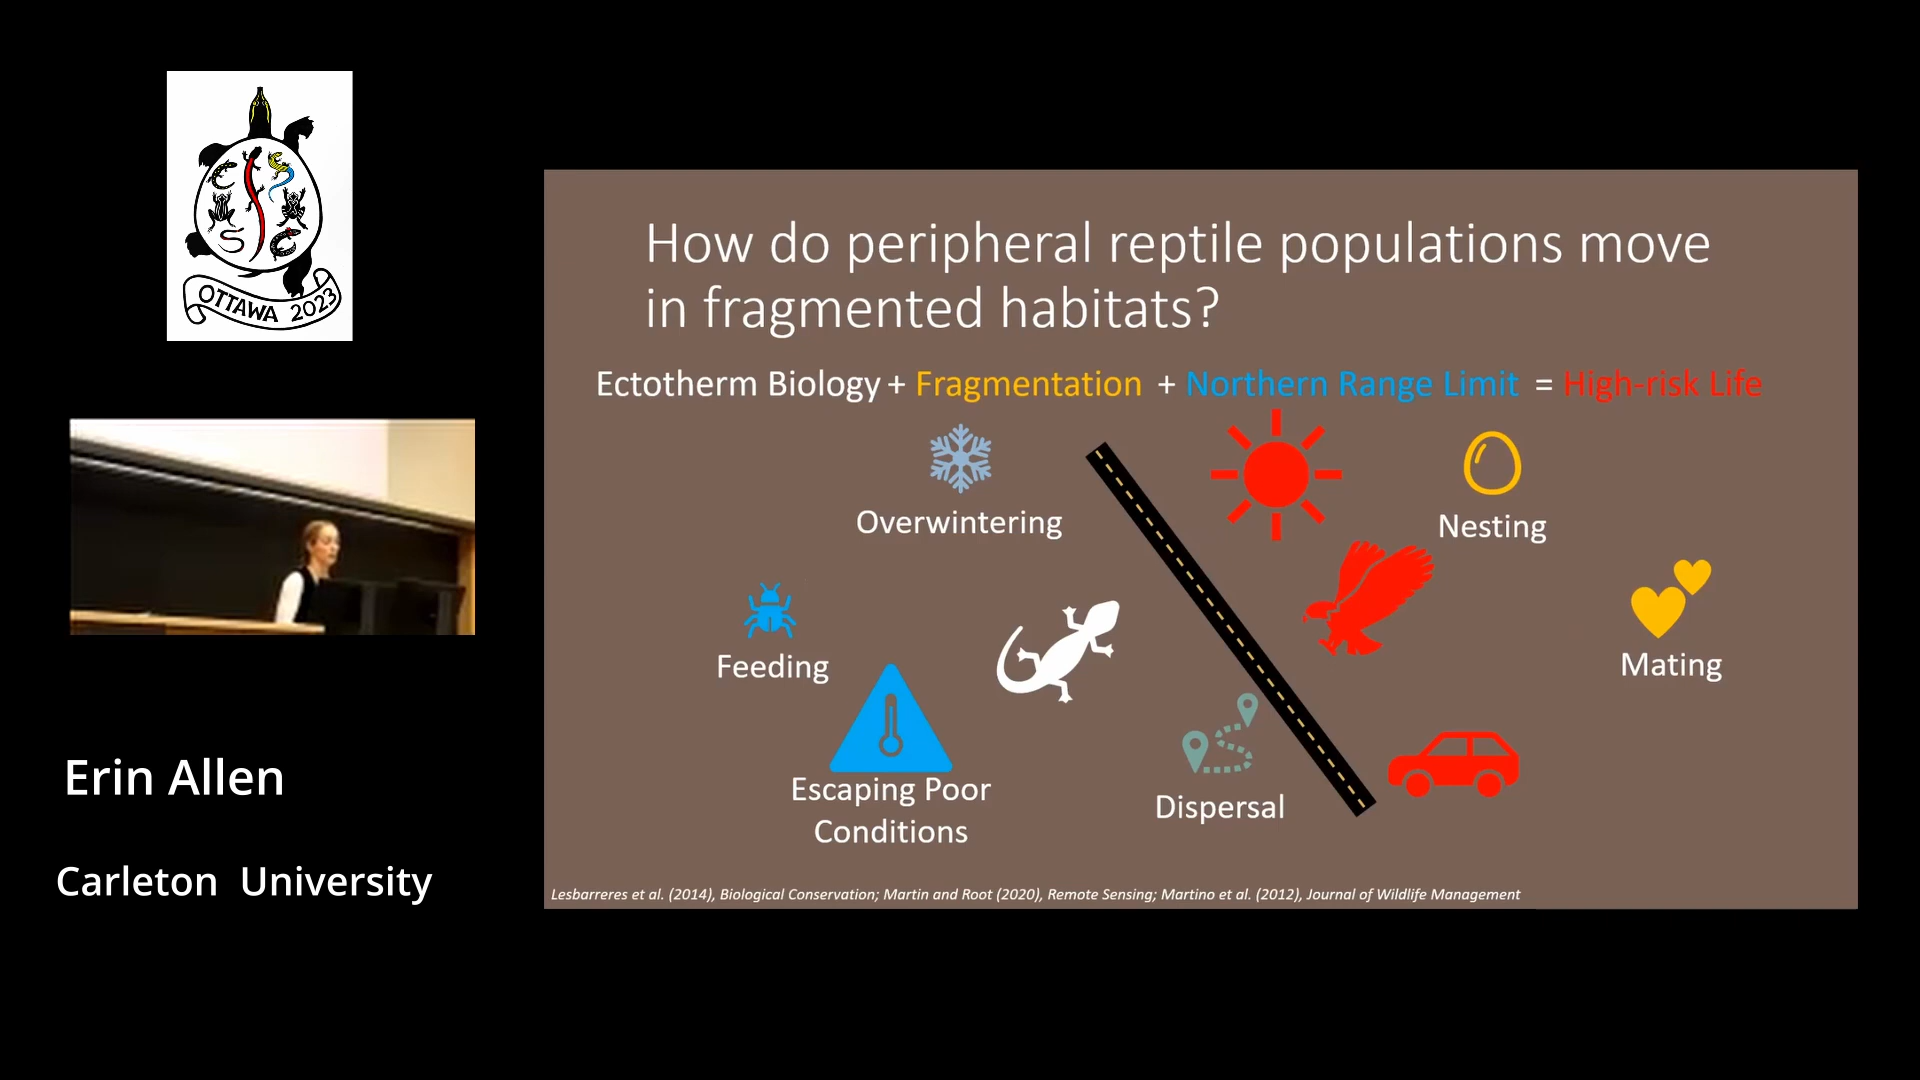 OTTAWA 2023
Erin Allen
Carleton University
How do peripheral reptile populations move
in fragmented habitats?
Ectotherm Biology + Fragmentation + Northern Range Limit = High-risk Life
Overwintering
Nesting
Feeding
Mating
Escaping Poor
Conditions
Dispersal
Lesbarreres et al. (2014), Biological Conservation; Martin and Root (2020), Remote Sensing; Martino et al. (2012), Journal of Wildlife Management